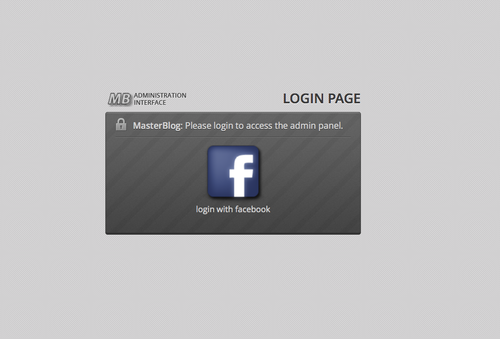 MB ADMINISTRATION
INTERFACE
LOGIN PAGE
MasterBlog: Please login to access the admin panel.
f
login with facebook